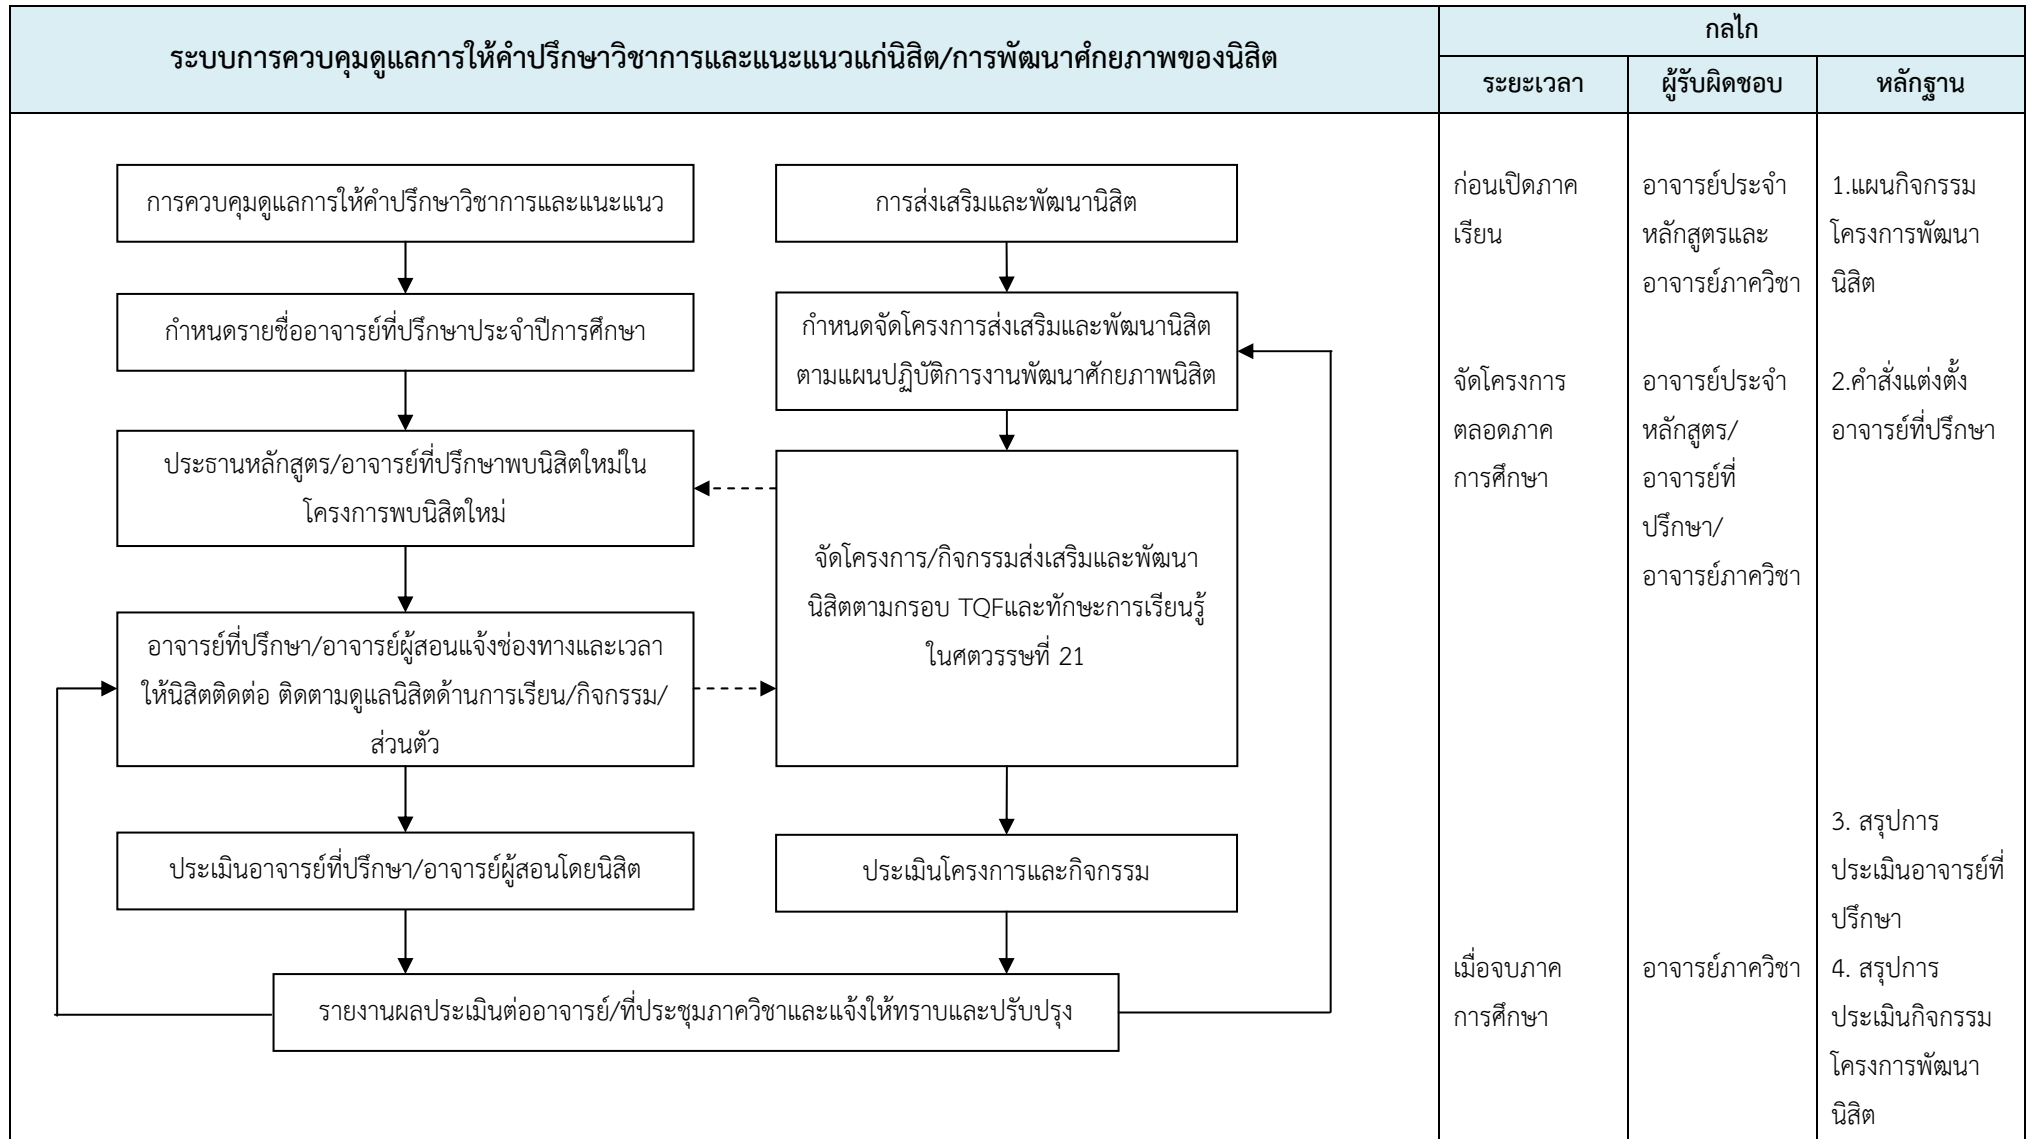 ระบบการควบคุมดูแลการให้คำปรึกษาวิชาการและแนะแนวแก่นิสิต/การพัฒนาศักยภาพของนิสิต
กลไก
ระยะเวลา
ผู้รับผิดชอบ
หลักฐาน
การควบคุมดูแลการให้คำปรึกษาวิชาการและแนะแนว
กำหนดรายชื่ออาจารย์ที่ปรึกษาประจำปีการศึกษา
ประธานหลักสูตร/อาจารย์ที่ปรึกษาพบนิสิตใหม่ใน
โครงการพบนิสิตใหม่
อาจารย์ที่ปรึกษา/อาจารย์ผู้สอนแจ้งช่องทางและเวลา
ให้นิสิตติดต่อ ติดตามดูแลนิสิตด้านการเรียน/กิจกรรม/
ส่วนตัว
ประเมินอาจารย์ที่ปรึกษา/อาจารย์ผู้สอนโดยนิสิต
การส่งเสริมและพัฒนานิสิต
กำหนดจัดโครงการส่งเสริมและพัฒนานิสิต
ตามแผนปฏิบัติการงานพัฒนาศักยภาพนิสิต
จัดโครงการ/กิจกรรมส่งเสริมและพัฒนา
นิสิตตามกรอบ TQFและทักษะการเรียนรู้
ในศตวรรษที่ 21
ประเมินโครงการและกิจกรรม
รายงานผลประเมินต่ออาจารย์/ที่ประชุมภาควิชาและแจ้งให้ทราบและปรับปรุง
ก่อนเปิดภาค
เรียน
จัดโครงการ
ตลอดภาค
การศึกษา
เมื่อจบภาค
การศึกษา
อาจารย์ประจำ
หลักสูตรและ
อาจารย์ภาควิชา
อาจารย์ประจำ
หลักสูตร/
อาจารย์ที่
ปรึกษา/
อาจารย์ภาควิชา
อาจารย์ภาควิชา
1.แผนกิจกรรม
โครงการพัฒนา
นิสิต
2.คำสั่งแต่งตั้ง
อาจารย์ที่ปรึกษา
3. สรุปการ
ประเมินอาจารย์ที่
ปรึกษา
4. สรุปการ
ประเมินกิจกรรม
โครงการพัฒนา
นิสิต